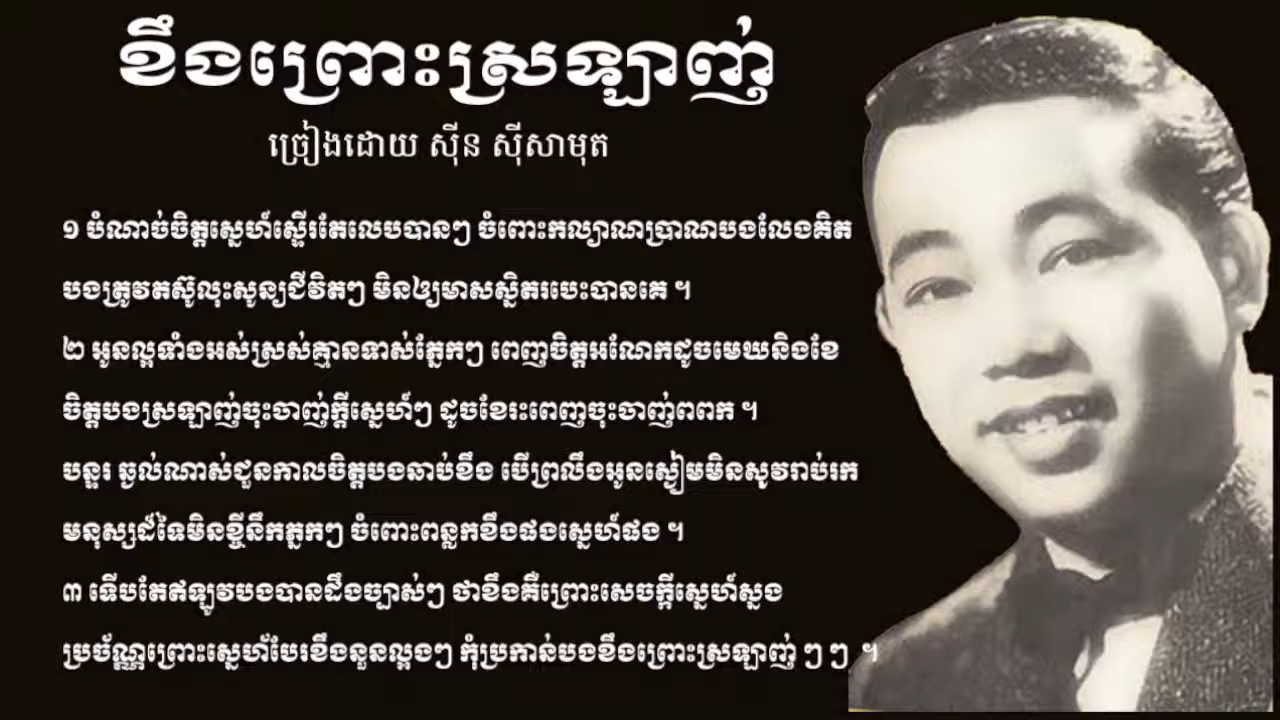 ខឹងព្រោះស្រឡាញ់
ច្រៀងដោយ ស៊ីន ស៊ីសាមុត
១ បំណាច់ចិត្តស្នេហ៍ស្ទើរតែលេបបានៗ ចំពោះកល្យាណប្រាណបងលែងគិត
បងត្រូវតស៊ូលុះសូន្យជីវិតៗ មិនឲ្យមាសស្និតរបេះបានគេ ។
២ អូនល្អទាំងអស់ស្រស់គ្មានទាស់ភ្នែកៗ ពេញចិត្តអណែកដូចមេឃនិងខែ
ចិត្តបងស្រឡាញ់ចុះចាញ់ក្ដីស្នេហ៍ៗ ដូចខែរះពេញចុះចាញ់ពពក ។
បន្ទរ ឆ្ងល់ណាស់ជួនកាលចិត្តបងឆាប់ខឹង បើព្រលឹងអូនស្ងៀមមិនសូវរាប់រក
មនុស្សដ៏ទៃមិនខ្ចីនឹកភ្នកៗ ចំពោះពន្លកខឹងផងស្នេហ៍ផង ។
៣ ទើបតែឥឡូវបងបានដឹងច្បាស់ៗ ថាខឹងគឺព្រោះសេចក្ដីស្នេហ៍ស្នង
ប្រច័ណ្ឌព្រោះស្នេហ៍បែរខឹងនួនល្អងៗ កុំប្រកាន់បងខឹងព្រោះស្រឡាញ់ ៗ ៗ ។